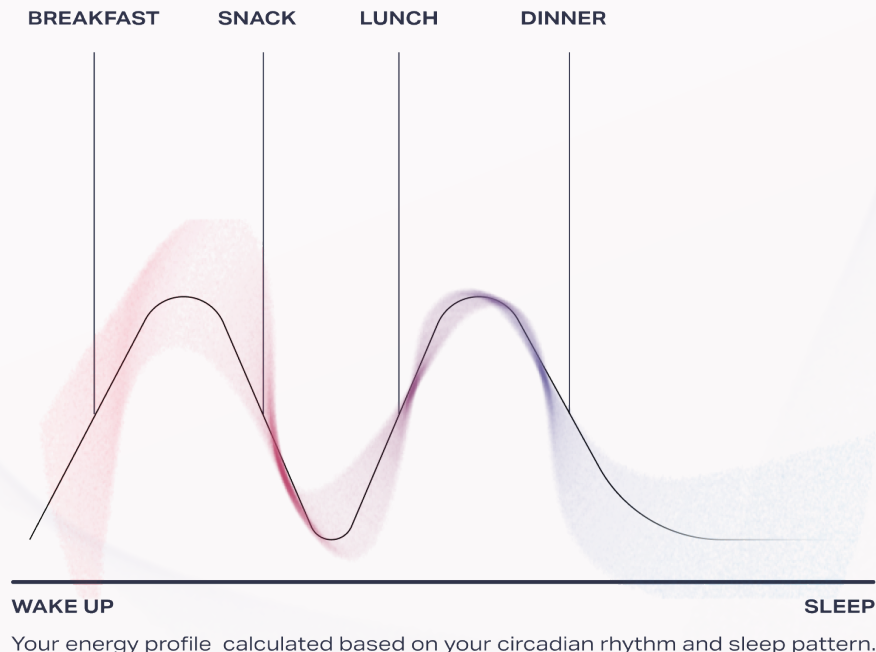 BREAKFAST SNACK LUNCH DINNER
WAKE UP SLEEP
Your energy profile  calculated based on your circadian rhythm and sleep pattern.